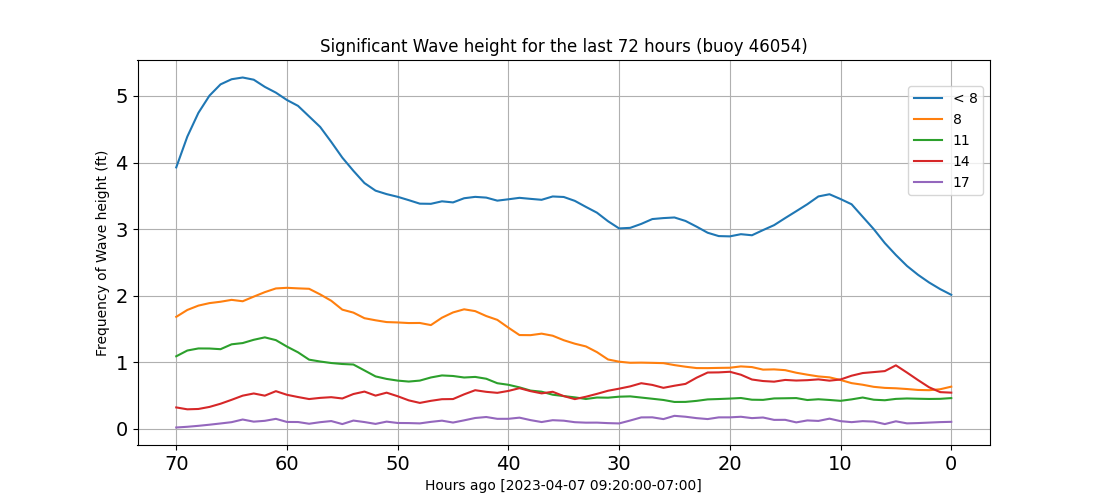 Significant Wave height for the last 72 hours (buoy 46054)
Frequency of Wave height (ft)
5
4
3
2
1
0
< 8
8
11
14
17
70 60 50 40 30 20 10 0
Hours ago [2023-04-07 09:20:00-07:00]